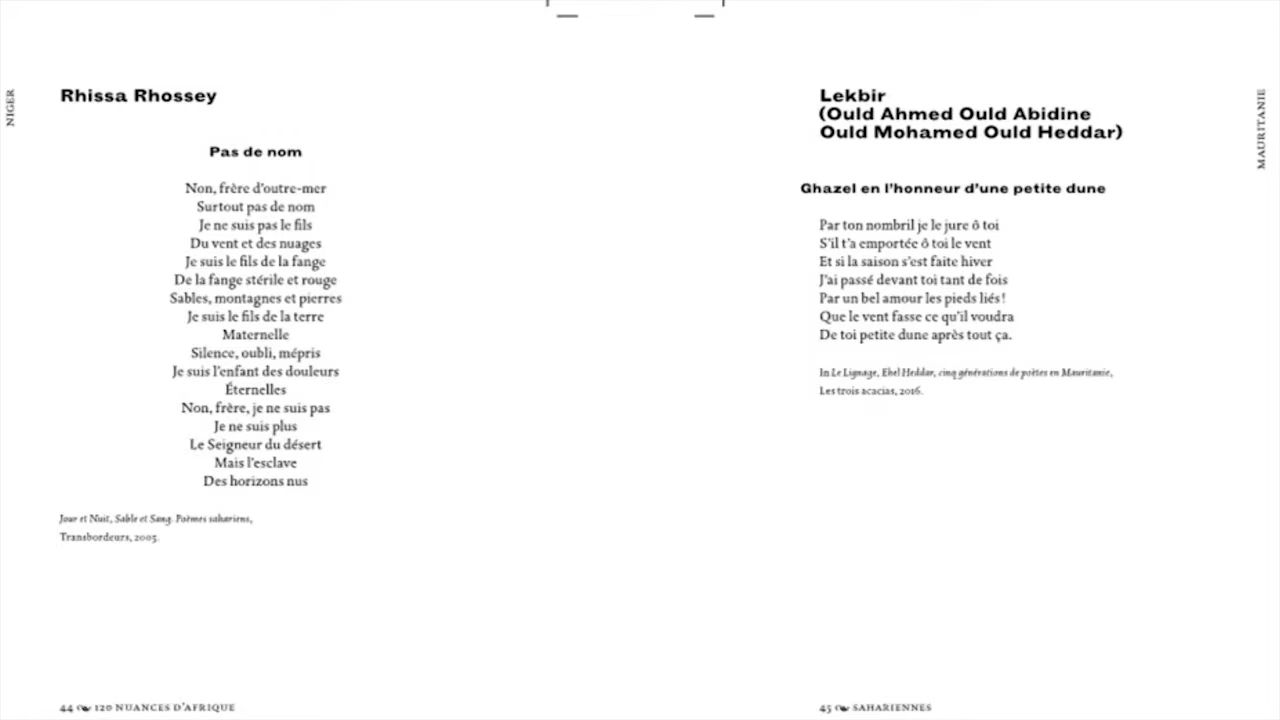 NIGER
Rhissa Rhossey
Pas de nom
Non, frère d'outre-mer
Surtout pas de nom
Je ne suis pas le fils
Du vent et des nuages
Je suis le fils de la fange
De la fange stérile et rouge
Sables, montagnes et pierres
Je suis le fils de la terre
Maternelle
Silence, oubli, mépris
Je suis l'enfant des douleurs
Éternelles
Non, frère, je ne suis pas
Je ne suis plus
Le Seigneur du désert
Mais l'esclave
Des horizons nus
Jour et Nuit, Sable et Sang. Poèmes sahariens,
Transbordeurs, 2005.
44 120 NUANCES D'AFRIQUE
MAURITANIE
Lekbir
(Ould Ahmed Ould Abidine
Ould Mohamed Ould Heddar)
Ghazel en l'honneur d'une petite dune
Par ton nombril je le jure ô toi
S'il t'a emportée ô toi le vent
Et si la saison s'est faite hiver
J'ai passé devant toi tant de fois
Par un bel amour les pieds liés !
Que le vent fasse ce qu'il voudra
De toi petite dune après tout ça.
In Le Lignage, Ehel Heddar, cinq générations de poètes en Mauritanie,
Les trois acacias, 2016.
45 SAHARIENNES